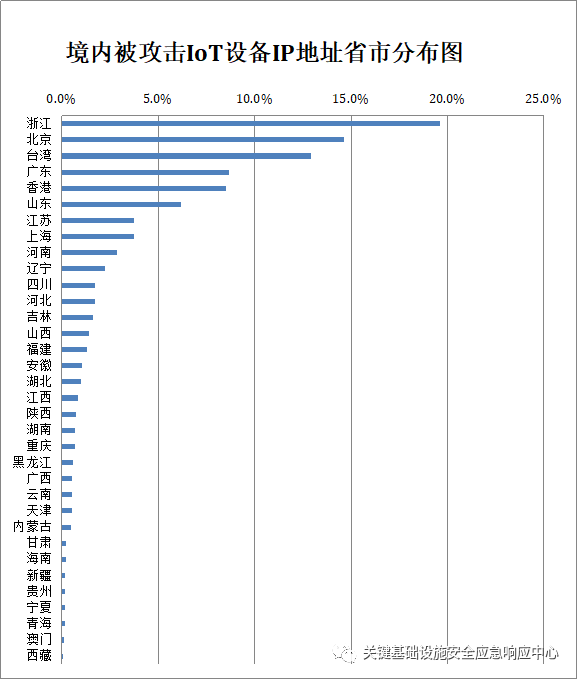 境内被攻击IoT设备IP地址省市分布图
0.0% 5.0% 10.0% 15.0% 20.0% 25.0%
浙江
北京
台湾
广东
香港
山东
江苏
上海
河南
辽宁
四川
河北
吉林
山西
福建
安徽
湖北
江西
陕西
湖南
重庆
黑龙江
广西
云南
天津
内蒙古
甘肃
海南
新疆
贵州
宁夏
青海
澳门
西藏
关键基础设施安全应急响应中心